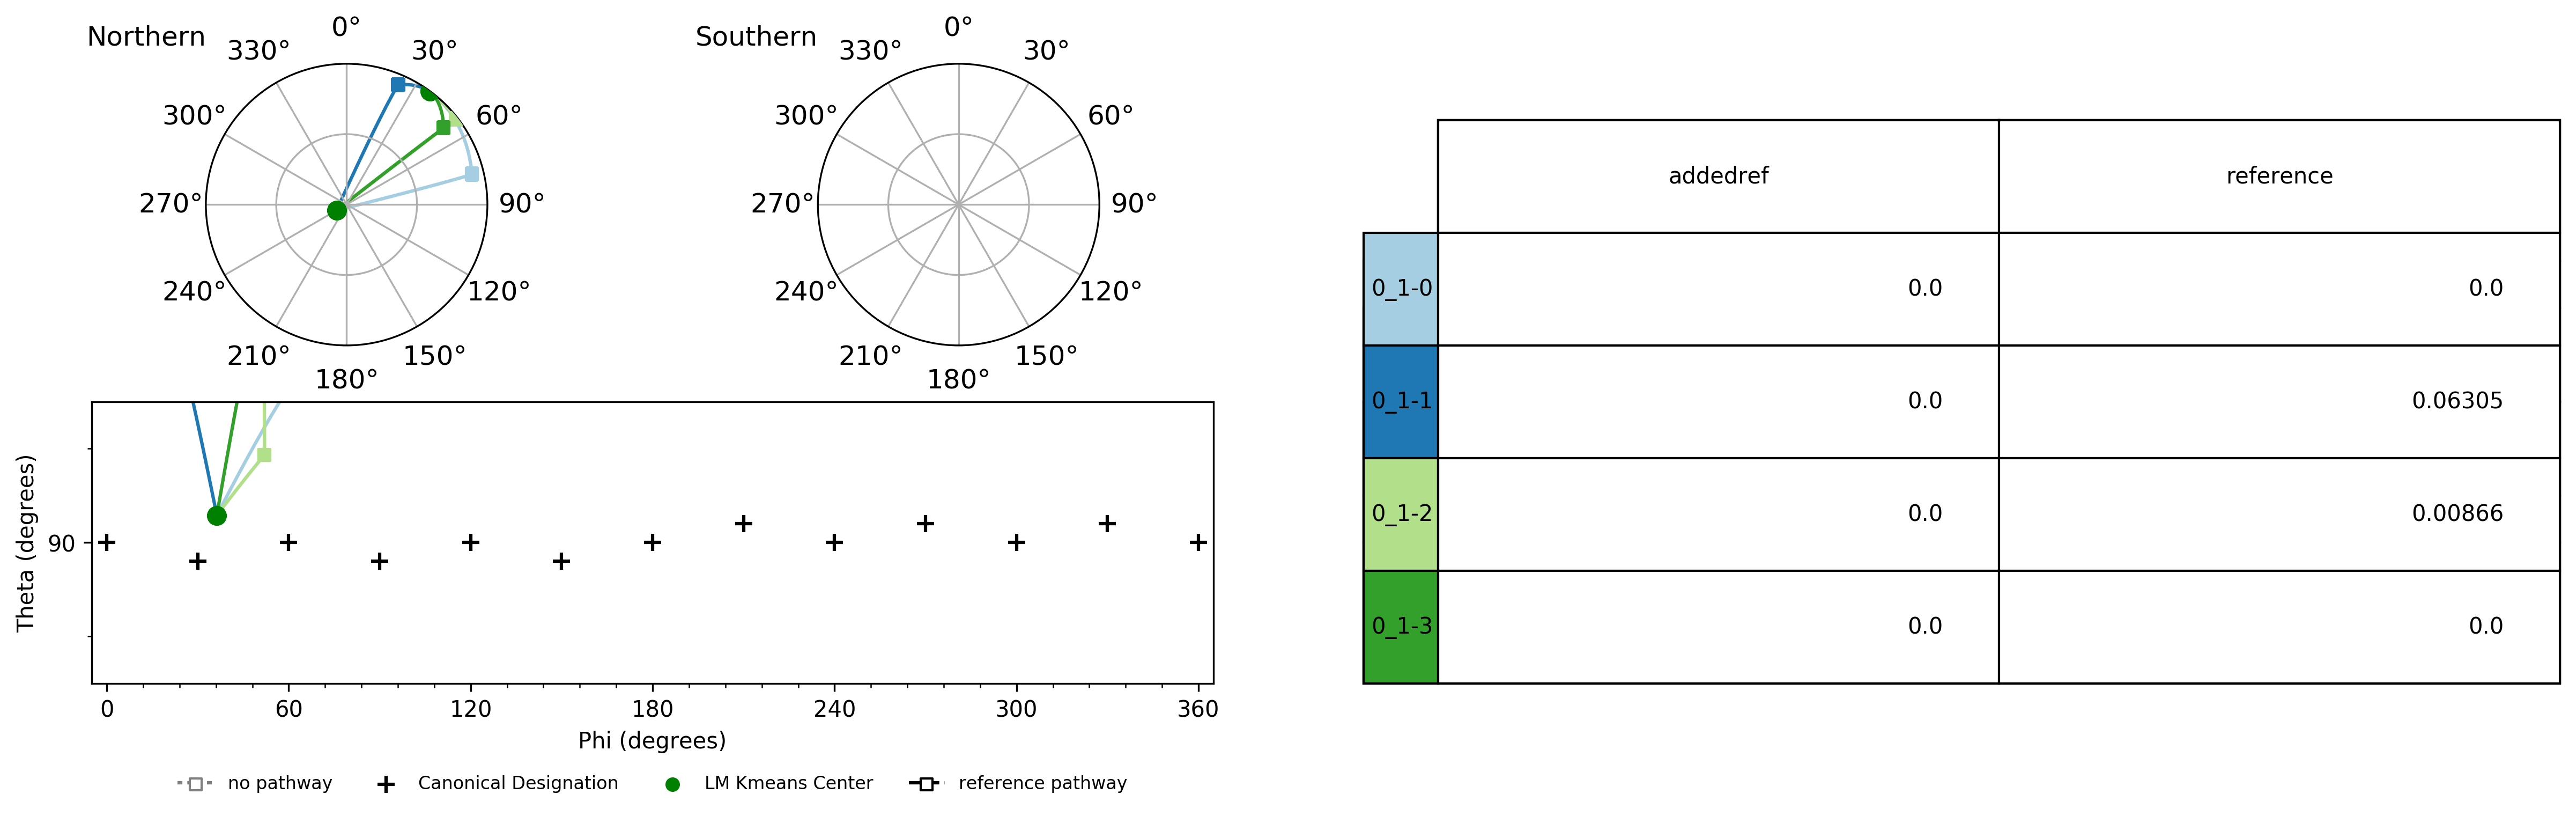 Northern
0°
30°
60°
90°
120°
150°
180°
210°
240°
270°
300°
330°
Southern
0°
30°
60°
90°
120°
150°
180°
210°
240°
270°
300°
330°
Theta (degrees)
90
0 60 120 180 240 300 360
Phi (degrees)
no pathway
Canonical Designation
LM Kmeans Center
reference pathway
addedref reference
0_1-0 0.0 0.0
0_1-1 0.0 0.06305
0_1-2 0.0 0.00866
0_1-3 0.0 0.0